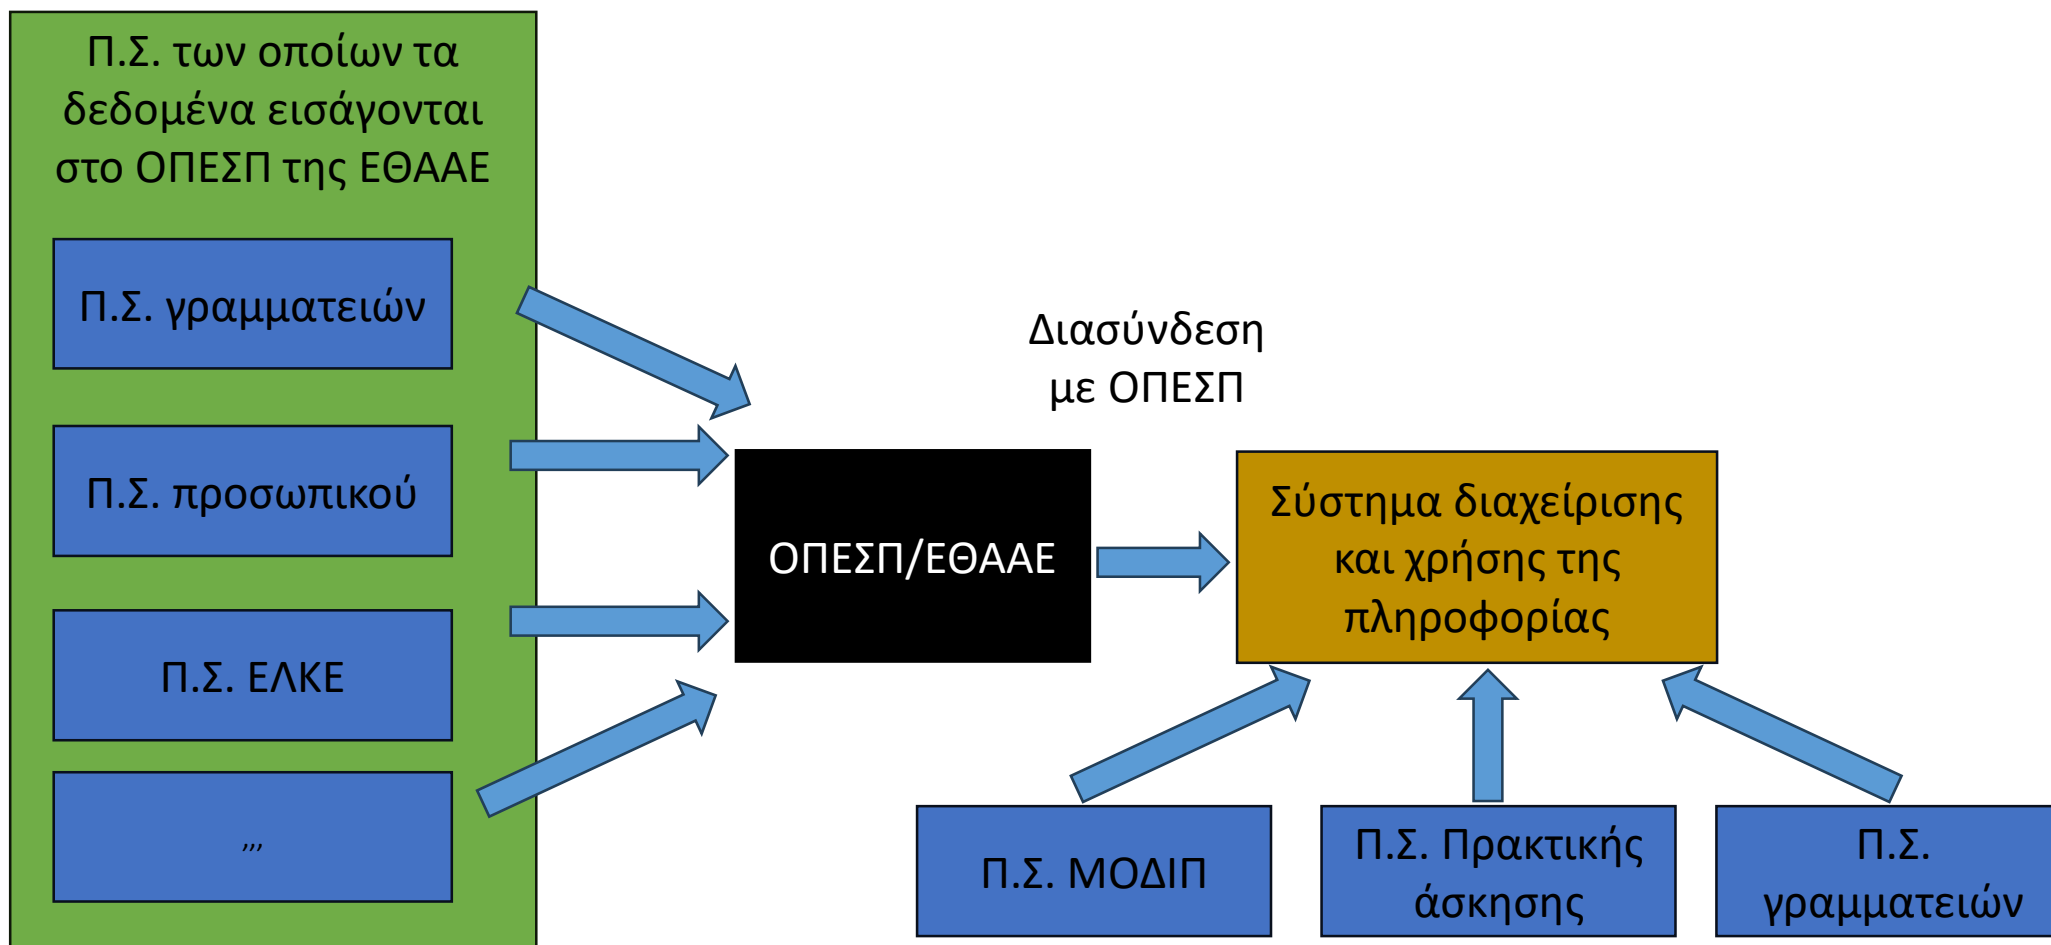 Π.Σ. των οποίων τα
δεδομένα εισάγονται
στο ΟΠΕΣΠ της ΕΘΑΑΕ
Π.Σ. γραμματειών
Π.Σ. προσωπικού
Π.Σ. ΕΛΚΕ
,,,
Διασύνδεση
με ΟΠΕΣΠ
ΟΠΕΣΠ/ΕΘΑΑΕ
Σύστημα διαχείρισης
και χρήσης της
πληροφορίας
Π.Σ. ΜΟΔΙΠ
Π.Σ. Πρακτικής
άσκησης
Π.Σ.
γραμματειών